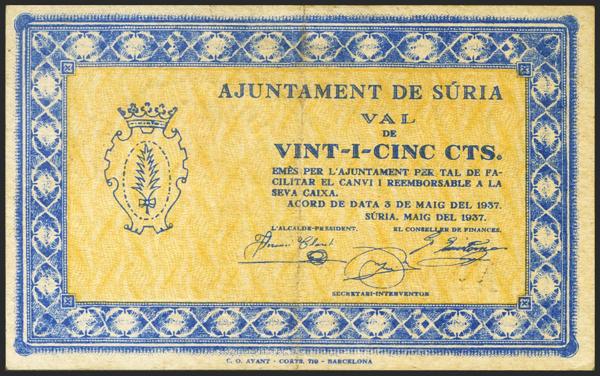 AJUNTAMENT DE SÚRIA
VAL
DE
VINT-I-CINC CTS.
EMÈS PER L'AJUNTAMENT PER TAL DE FA-
CILITAR EL CANVI I REEMBORSABLE A LA
SEVA CAIXA.
ACORD DE DATA 3 DE MAIG DEL 1937.
SÚRIA, MAIG DEL 1937.
L'ALCALDE-PRESIDENT. EL CONSELLER DE FINANCES.
SECRETARI-INTERVENTOR
C. O. AVANT - CORTS, 719 - BARCELONA